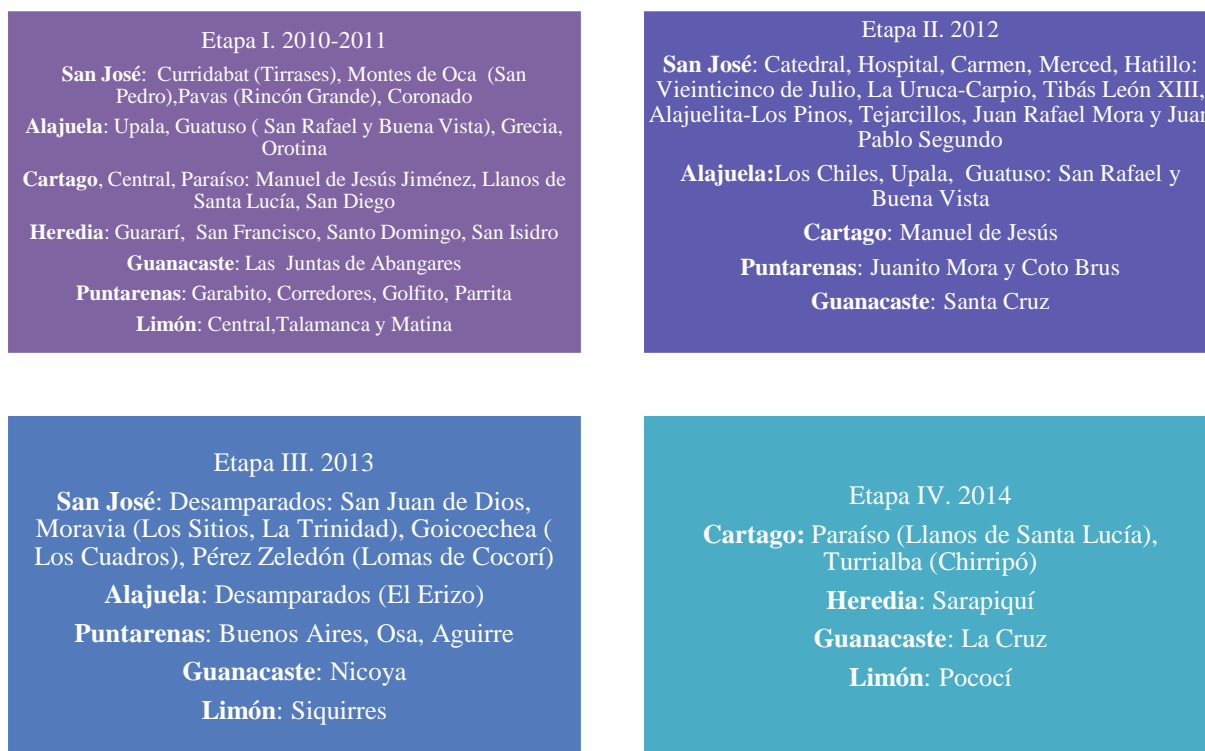 Etapa I. 2010-2011
San José: Curridabat (Tirrases), Montes de Oca (San
Pedro),Pavas (Rincón Grande), Coronado
Alajuela: Upala, Guatuso ( San Rafael y Buena Vista), Grecia,
Orotina
Cartago, Central, Paraíso: Manuel de Jesús Jiménez, Llanos de
Santa Lucía, San Diego
Heredia: Guararí, San Francisco, Santo Domingo, San Isidro
Guanacaste: Las Juntas de Abangares
Puntarenas: Garabito, Corredores, Golfito, Parrita
Limón: Central,Talamanca y Matina
Etapa II. 2012
San José: Catedral, Hospital, Carmen, Merced, Hatillo:
Vieinticinco de Julio, La Uruca-Carpio, Tibás León XIII,
Alajuelita-Los Pinos, Tejarcillos, Juan Rafael Mora y Juan
Pablo Segundo
Alajuela:Los Chiles, Upala, Guatuso: San Rafael y
Buena Vista
Cartago: Manuel de Jesús
Puntarenas: Juanito Mora y Coto Brus
Guanacaste: Santa Cruz
Etapa III. 2013
San José: Desamparados: San Juan de Dios,
Moravia (Los Sitios, La Trinidad), Goicoechea (
Los Cuadros), Pérez Zeledón (Lomas de Cocorí)
Alajuela: Desamparados (El Erizo)
Puntarenas: Buenos Aires, Osa, Aguirre
Guanacaste: Nicoya
Limón: Siquirres
Etapa IV. 2014
Cartago: Paraíso (Llanos de Santa Lucía),
Turrialba (Chirripó)
Heredia: Sarapiquí
Guanacaste: La Cruz
Limón: Pococí